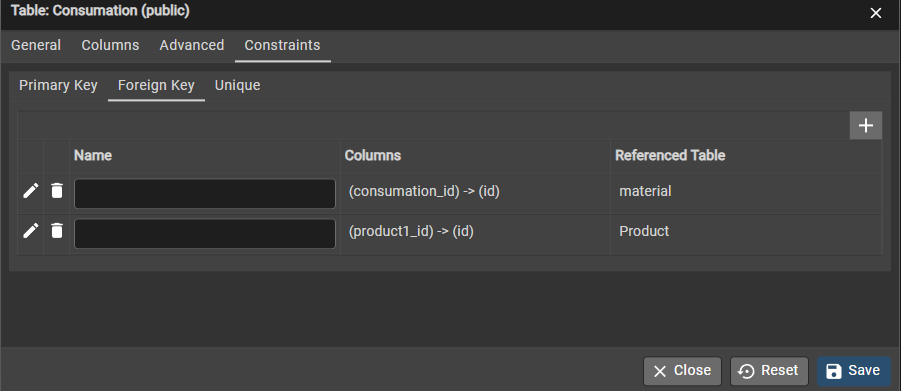 Table: Consumation (public)
General Columns Advanced Constraints
Primary Key Foreign Key Unique
Name Columns Referenced Table
(consumation_id) -> (id) material
(product1_id) -> (id) Product
Close Reset Save